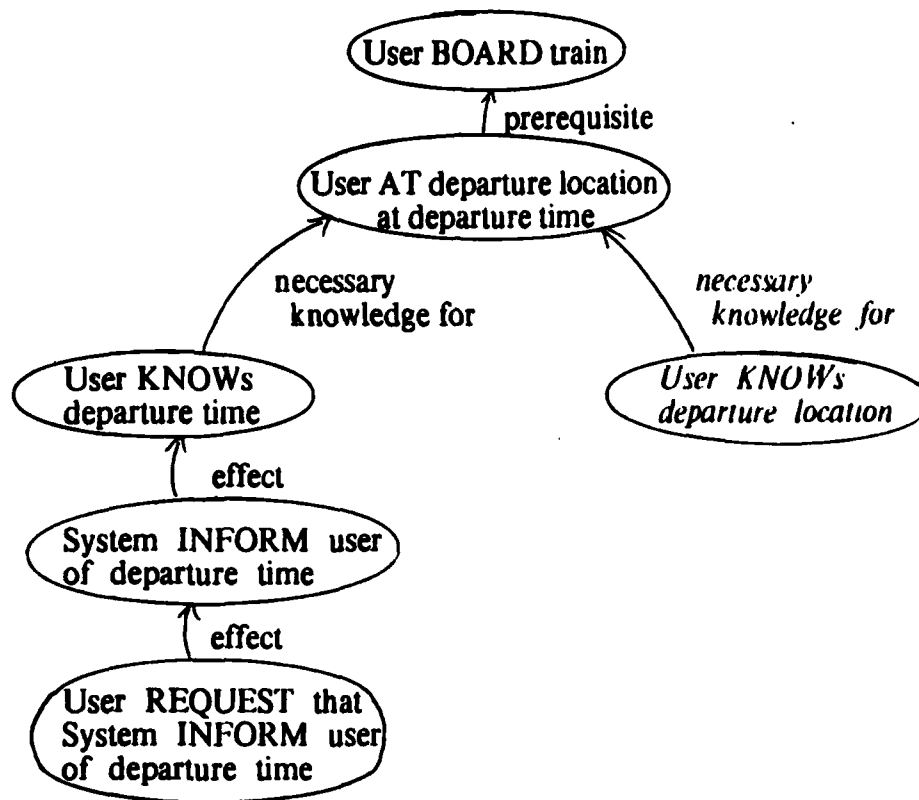 User BOARD train
prerequisite
User AT departure location
at departure time
necessary
knowledge for
necessary
knowledge for
User KNOWs
departure time
User KNOWs
departure location
effect
System INFORM user
of departure time
effect
User REQUEST that
System INFORM user
of departure time